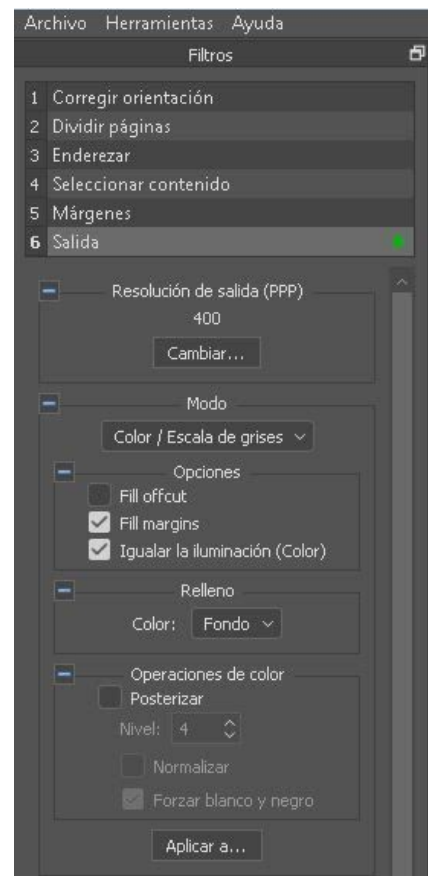 Archivo Herramientas Ayuda
Filtros
1 Corregir orientación
2 Dividir páginas
3 Enderezar
4 Seleccionar contenido
5 Márgenes
6 Salida
Resolución de salida (PPP)
400
Cambiar...
Modo
Color / Escala de grises
Opciones
Fill offcut
Fill margins
Igualar la iluminación (Color)
Relleno
Color: Fondo
Operaciones de color
Posterizar
Nivel: 4
Normalizar
Forzar blanco y negro
Aplicar a...